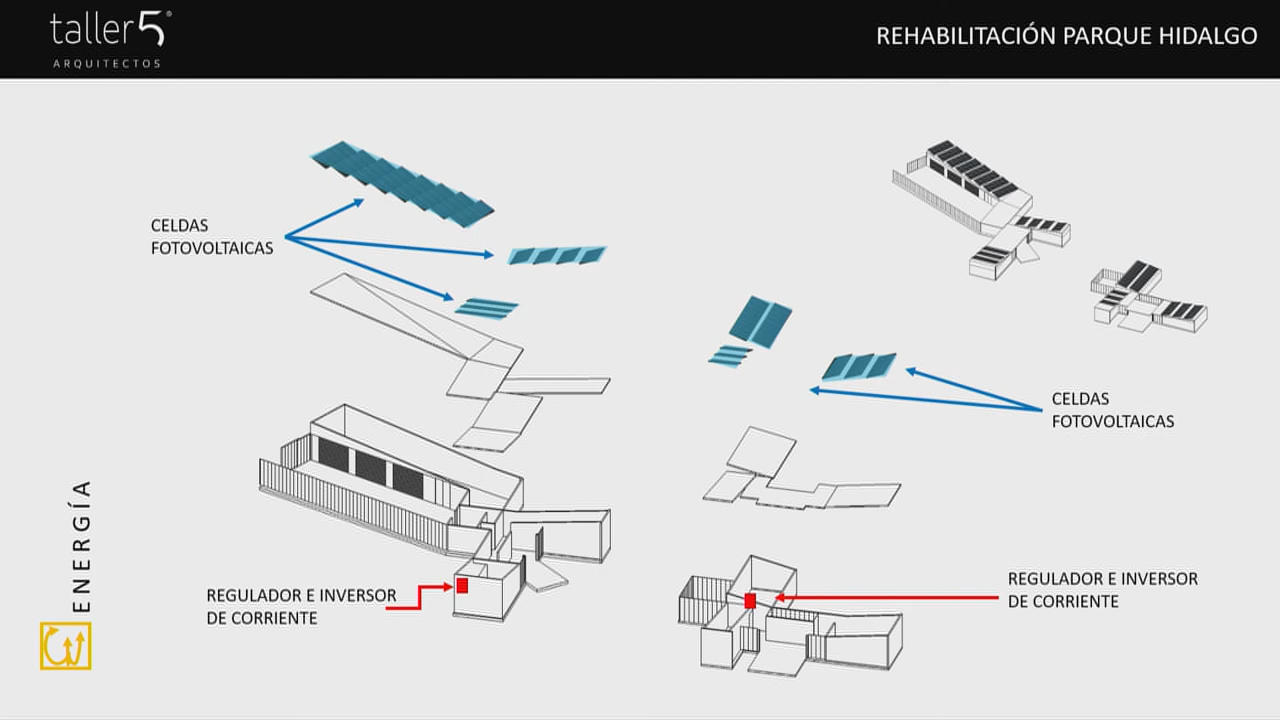 taller5®
ARQUITECTOS
REHABILITACIÓN PARQUE HIDALGO
CELDAS
FOTOVOLTAICAS
CELDAS
FOTOVOLTAICAS
ENERGÍA
REGULADOR E INVERSOR
DE CORRIENTE
REGULADOR E INVERSOR
DE CORRIENTE